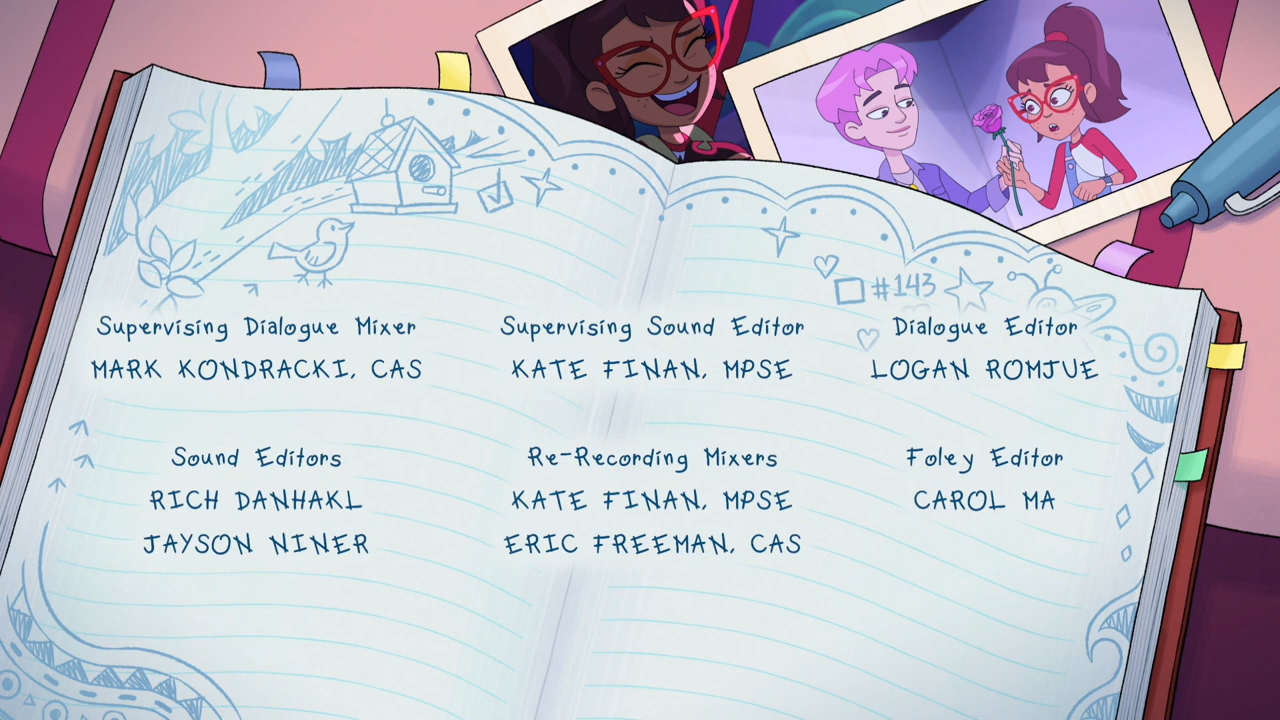 #143
Supervising Dialogue Mixer
MARK KONDRACKI, CAS
Supervising Sound Editor
KATE FINAN, MPSE
Dialogue Editor
LOGAN ROMJUE
Sound Editors
RICH DANHAKL
JAYSON NINER
Re-Recording Mixers
KATE FINAN, MPSE
ERIC FREEMAN, CAS
Foley Editor
CAROL MA